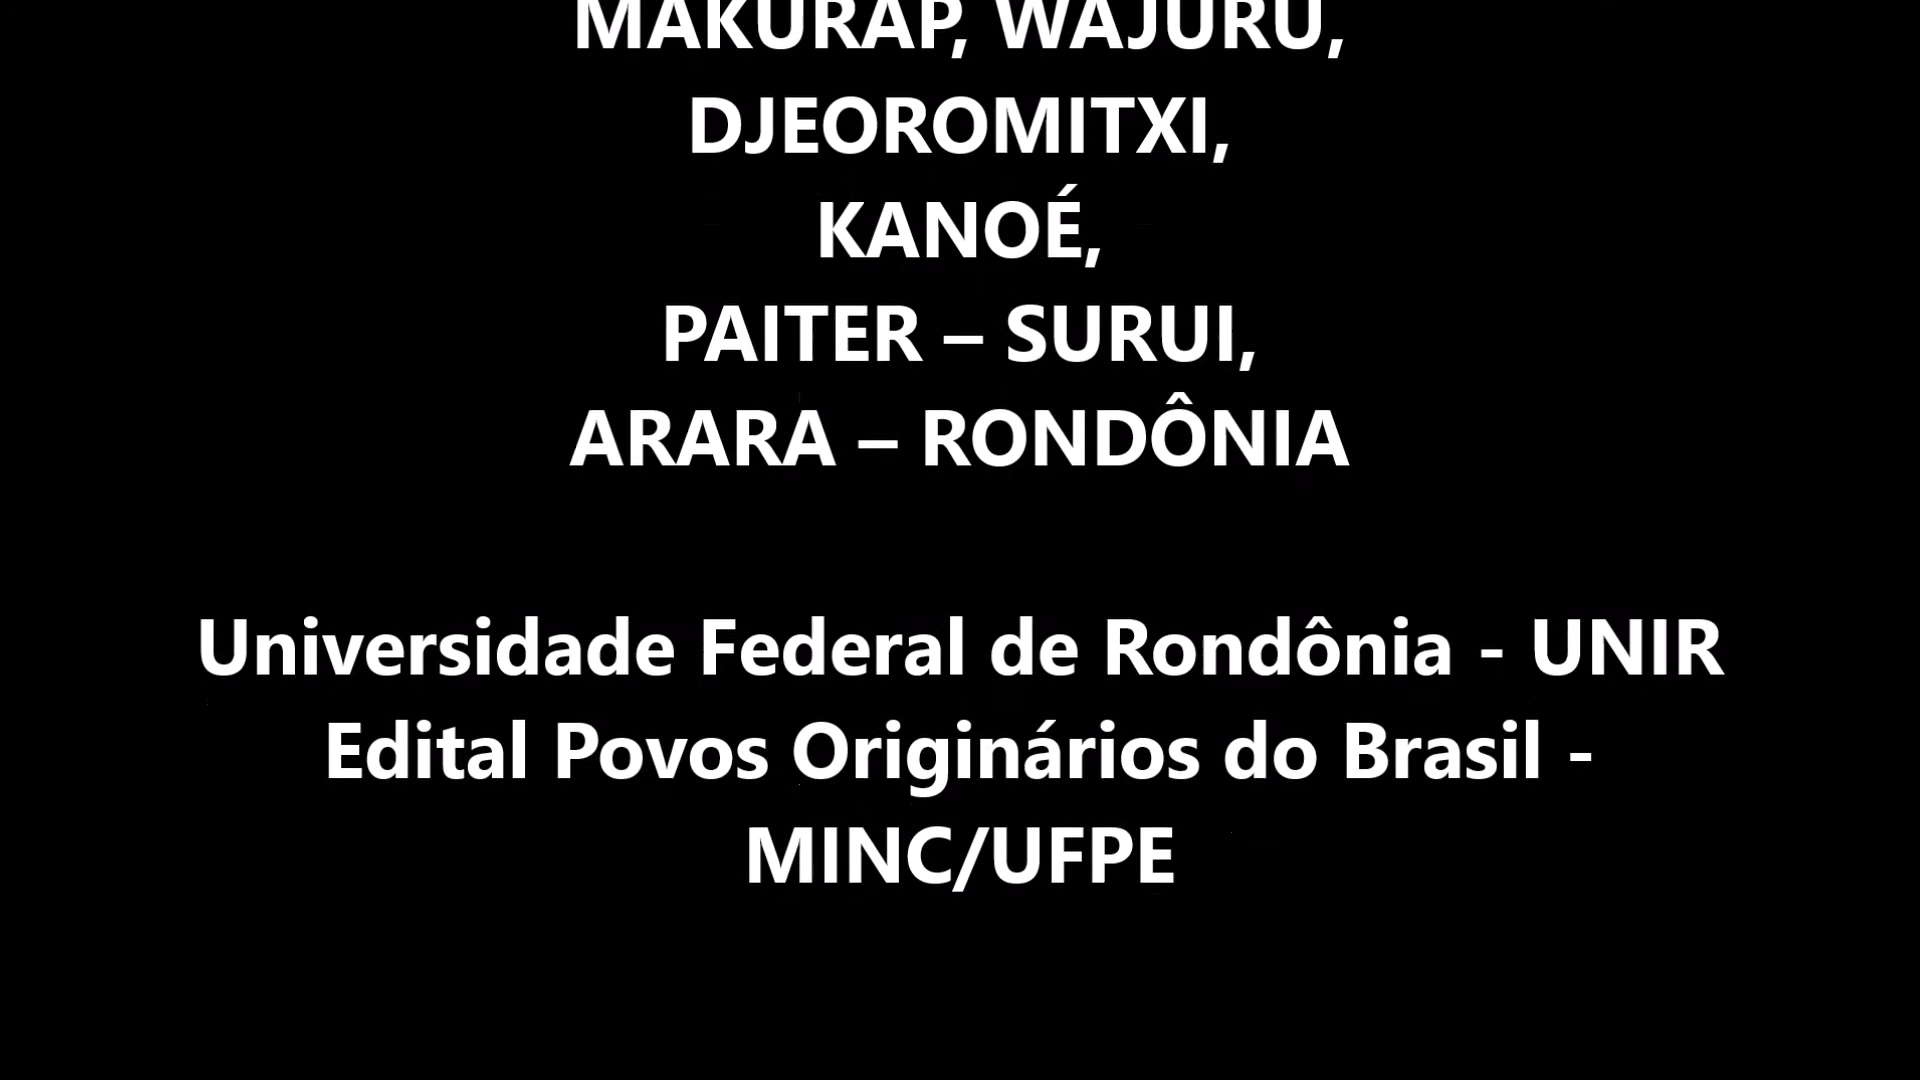 MAKURAP, WAJURU,
DJEOROMITXI,
KANOÉ,
PAITER – SURUI,
ARARA – RONDÔNIA
Universidade Federal de Rondônia - UNIR
Edital Povos Originários do Brasil -
MINC/UFPE